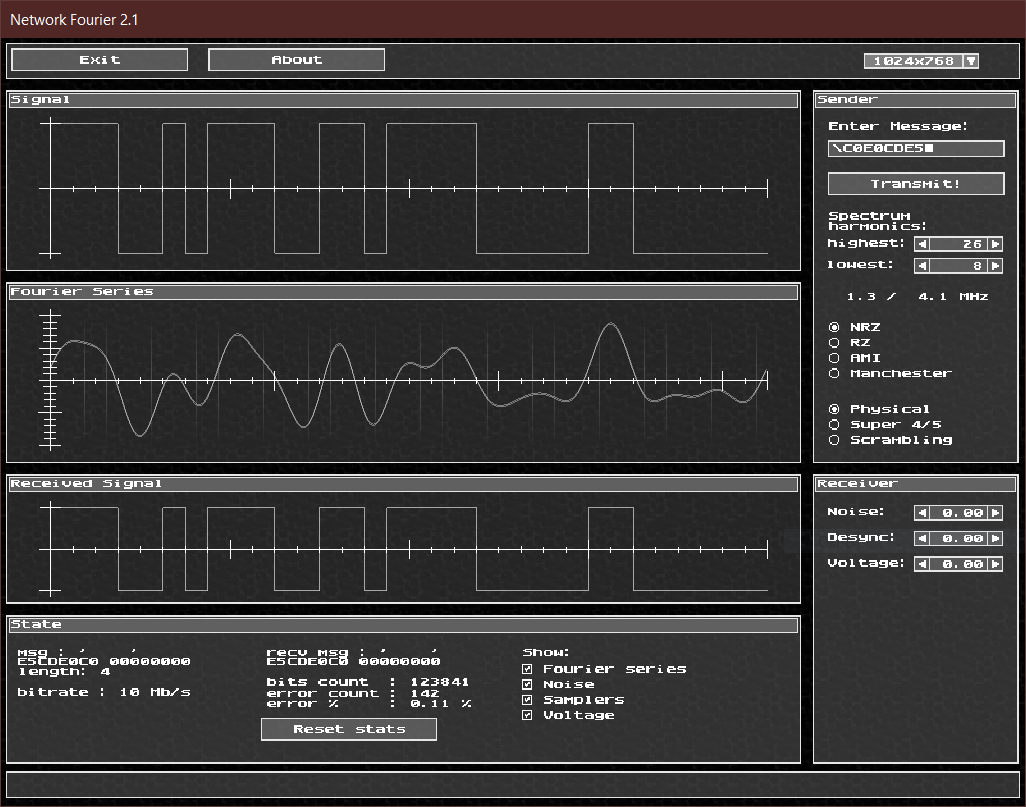 Network Fourier 2.1
Exit
About
1024x768
Signal
Sender
Enter Message:
\C0E0CDE5
Transmit!
Spectrum
harmonics:
highest: 26
lowest: 8
1.3 / 4.1 MHz
NRZ
RZ
AMI
Manchester
Physical
Super 4/5
Scrambling
Fourier Series
Received Signal
Receiver
Noise: 0.00
Desync: 0.00
Voltage: 0.00
State
msg : ' '
E5CDE0C0 00000000
length: 4
bitrate : 10 Mb/s
recv msg : ' '
E5CDE0C0 00000000
bits count : 123841
error count : 142
error % : 0.11 %
Reset stats
Show:
Fourier series
Noise
Samplers
Voltage